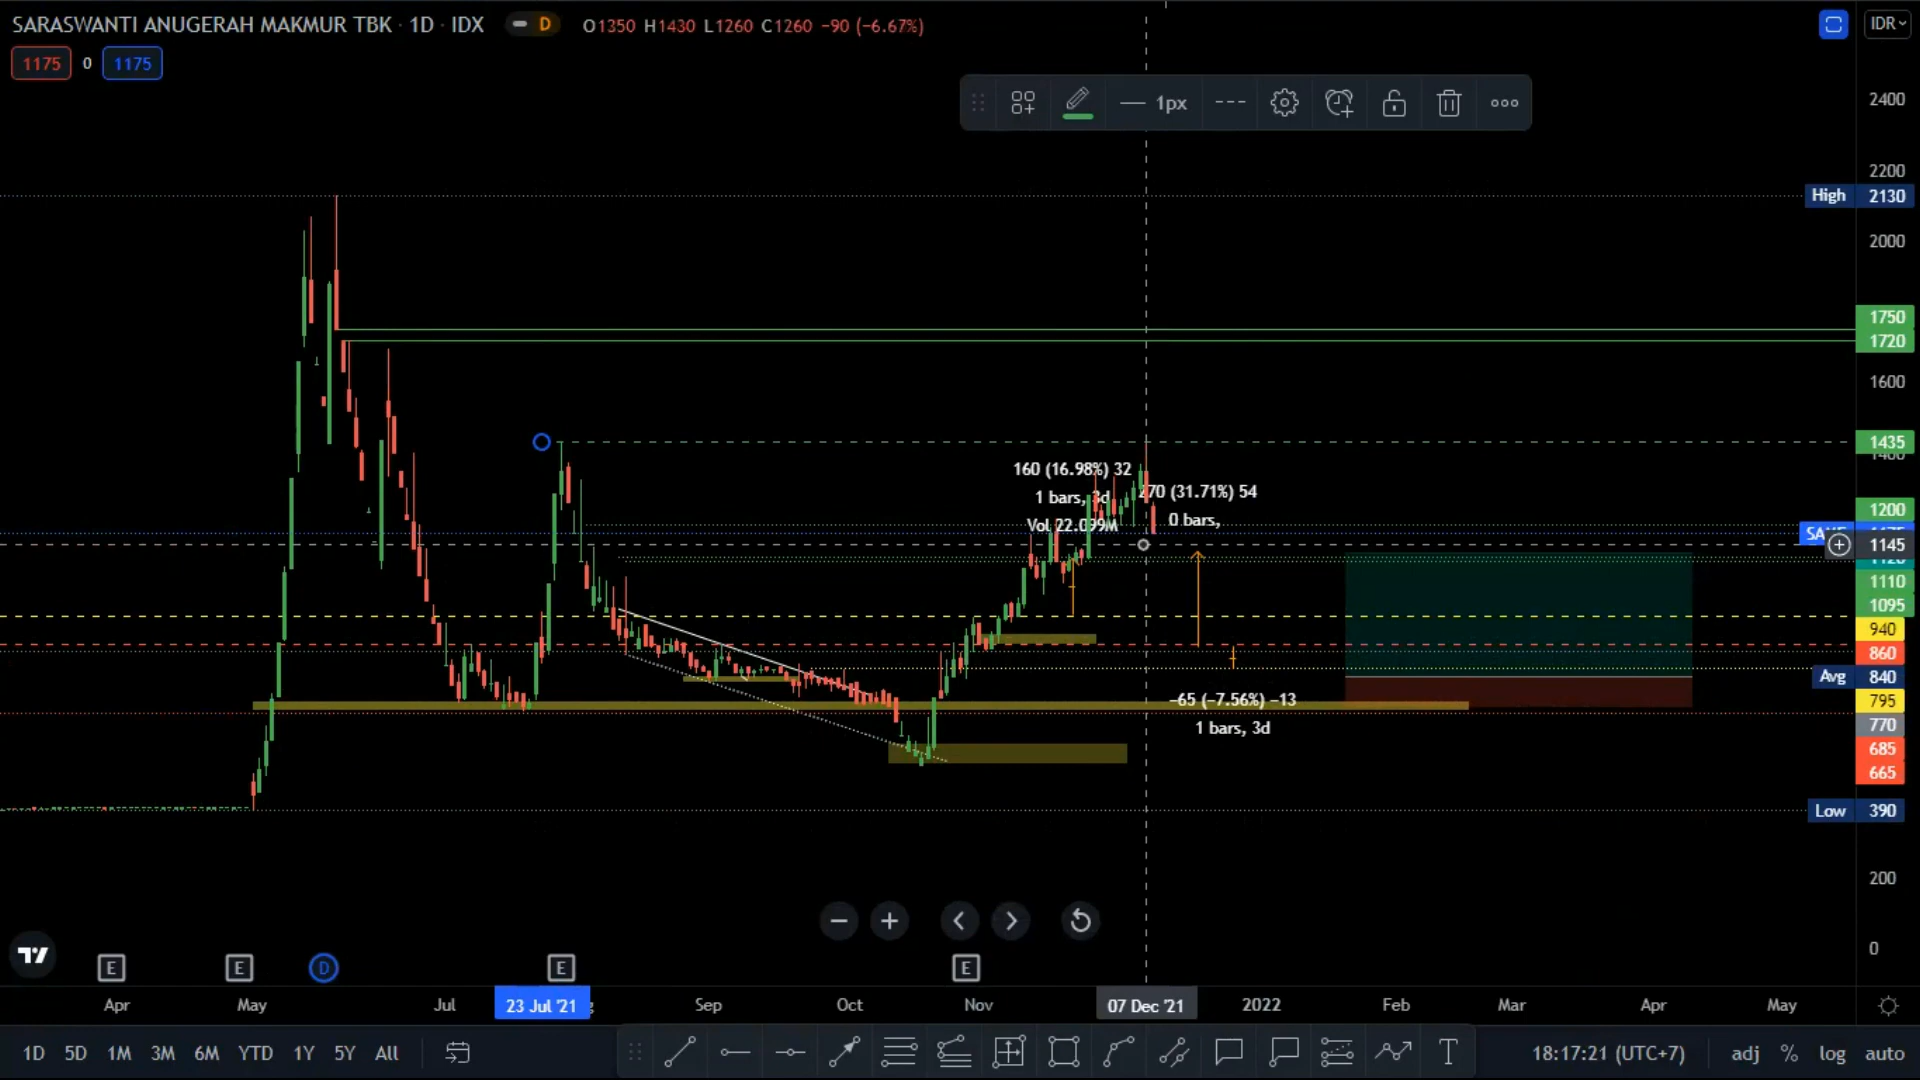 SARASWANTI ANUGERAH MAKMUR TBK · 1D · IDX D O1350 H1430 L1260 C1260 −90 (−6.67%) IDR
1175 0 1175
1px
2400
2200
High 2130
2000
1750
1720
1600
1435
1400
160 (16.98%) 32
1 bars, 3d
Vol 22.099M
270 (31.71%) 54
0 bars,
1200
1145
1120
1110
1095
940
860
Avg 840
795
770
685
665
−65 (−7.56%) −13
1 bars, 3d
Low 390
200
0
E E D E E
Apr May Jul 23 Jul '21 Sep Oct Nov 07 Dec '21 2022 Feb Mar Apr May
1D 5D 1M 3M 6M YTD 1Y 5Y All T 18:17:21 (UTC+7) adj % log auto